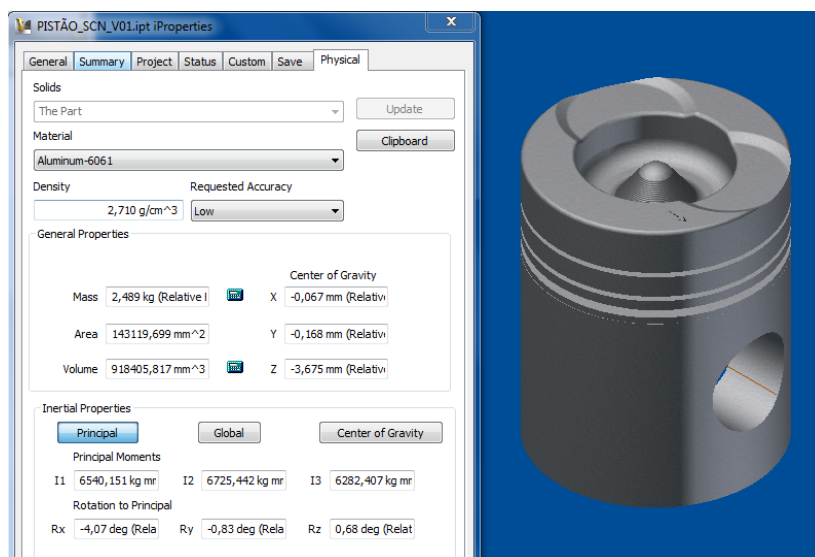 PISTÃO_SCN_V01.ipt iProperties
General Summary Project Status Custom Save Physical
Solids
The Part Update
Material Clipboard
Aluminum-6061
Density Requested Accuracy
2,710 g/cm^3 Low
General Properties
Center of Gravity
Mass 2,489 kg (Relative I X -0,067 mm (Relative
Area 143119,699 mm^2 Y -0,168 mm (Relative
Volume 918405,817 mm^3 Z -3,675 mm (Relative
Inertial Properties
Principal Global Center of Gravity
Principal Moments
I1 6540,151 kg mr I2 6725,442 kg mr I3 6282,407 kg mr
Rotation to Principal
Rx -4,07 deg (Rela Ry -0,83 deg (Rela Rz 0,68 deg (Relat